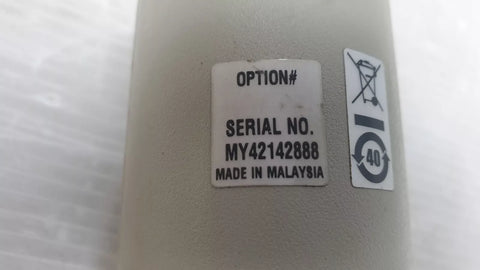 OPTION#
SERIAL NO.
MY42142888
MADE IN MALAYSIA
40